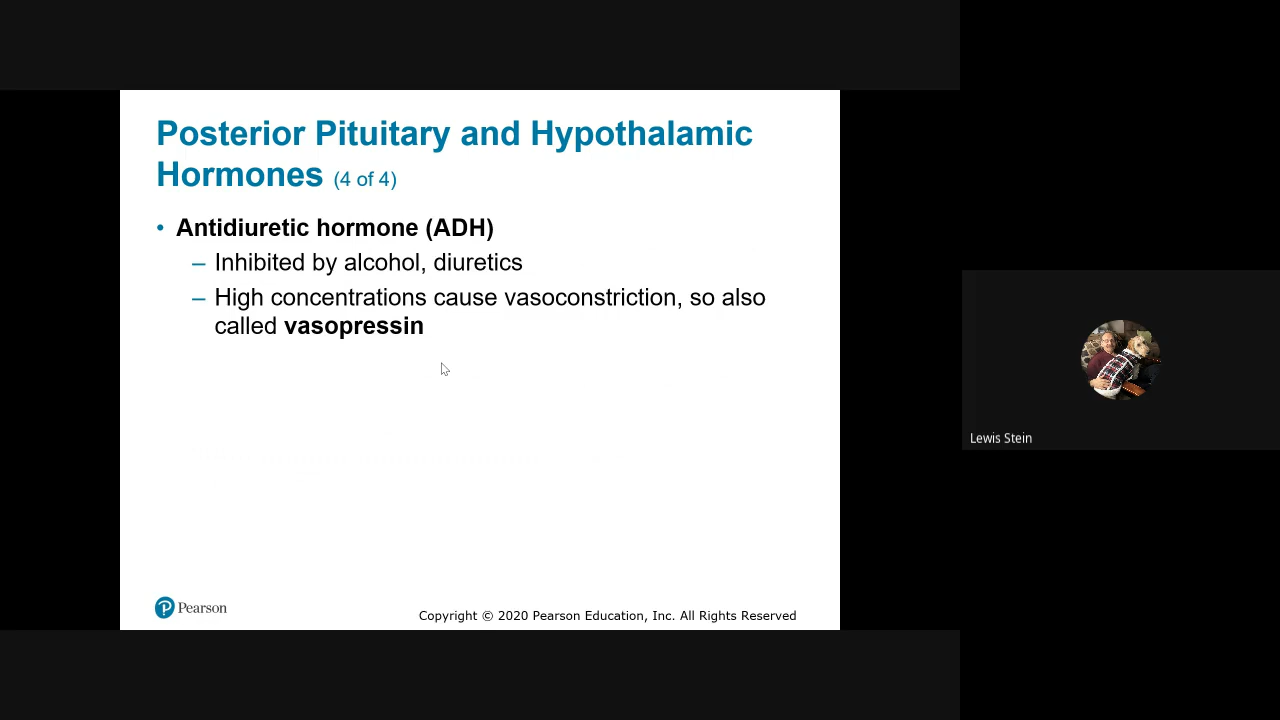 Posterior Pituitary and Hypothalamic
Hormones (4 of 4)
• Antidiuretic hormone (ADH)
– Inhibited by alcohol, diuretics
– High concentrations cause vasoconstriction, so also
called vasopressin
Pearson
Copyright © 2020 Pearson Education, Inc. All Rights Reserved
Lewis Stein